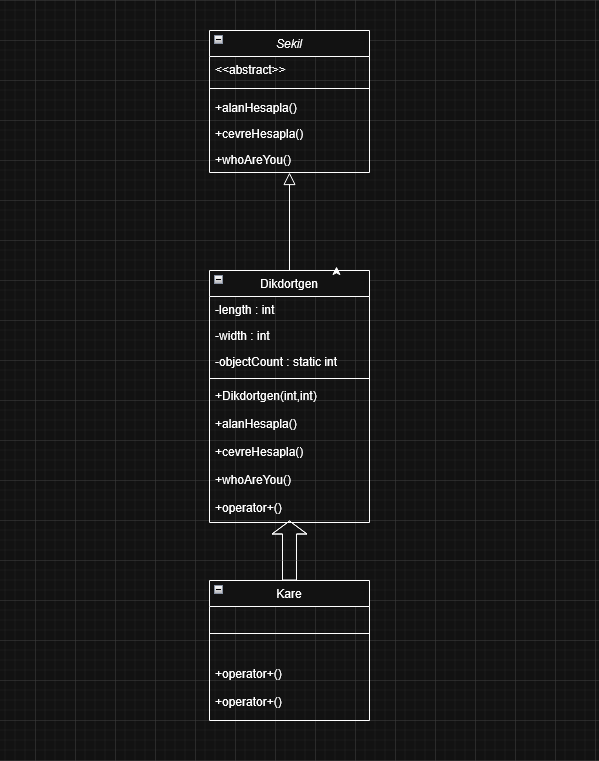 Sekil
<<abstract>>
+alanHesapla()
+cevreHesapla()
+whoAreYou()
Dikdortgen
-length : int
-width : int
-objectCount : static int
+Dikdortgen(int,int)
+alanHesapla()
+cevreHesapla()
+whoAreYou()
+operator+()
Kare
+operator+()
+operator+()